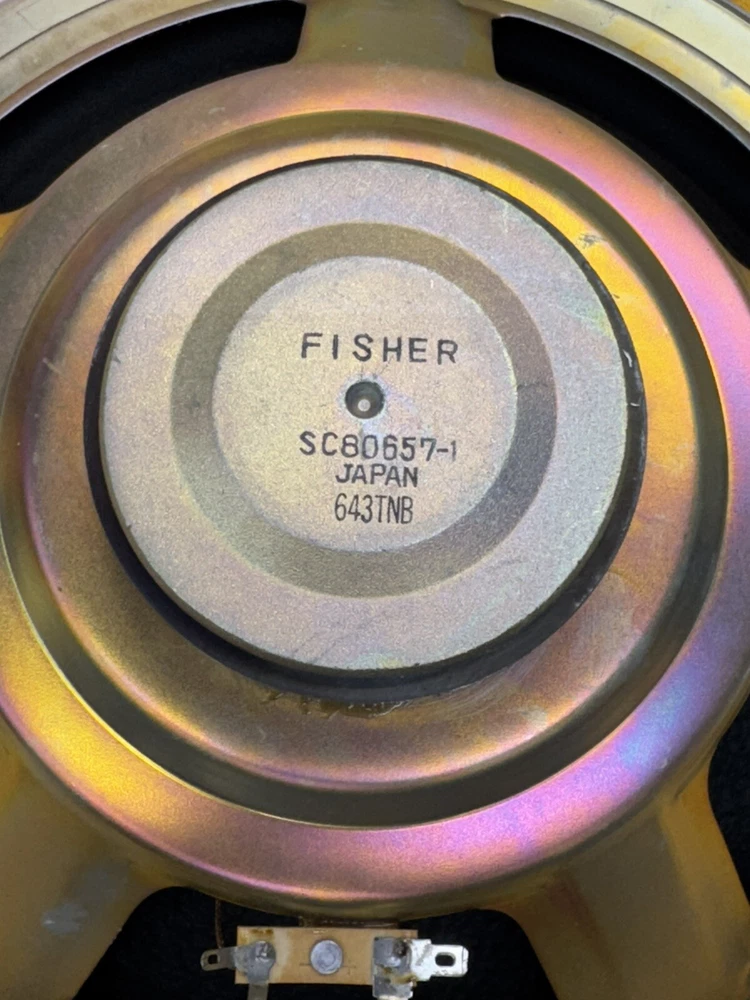 FISHER
SC80657-1
JAPAN
643TNB